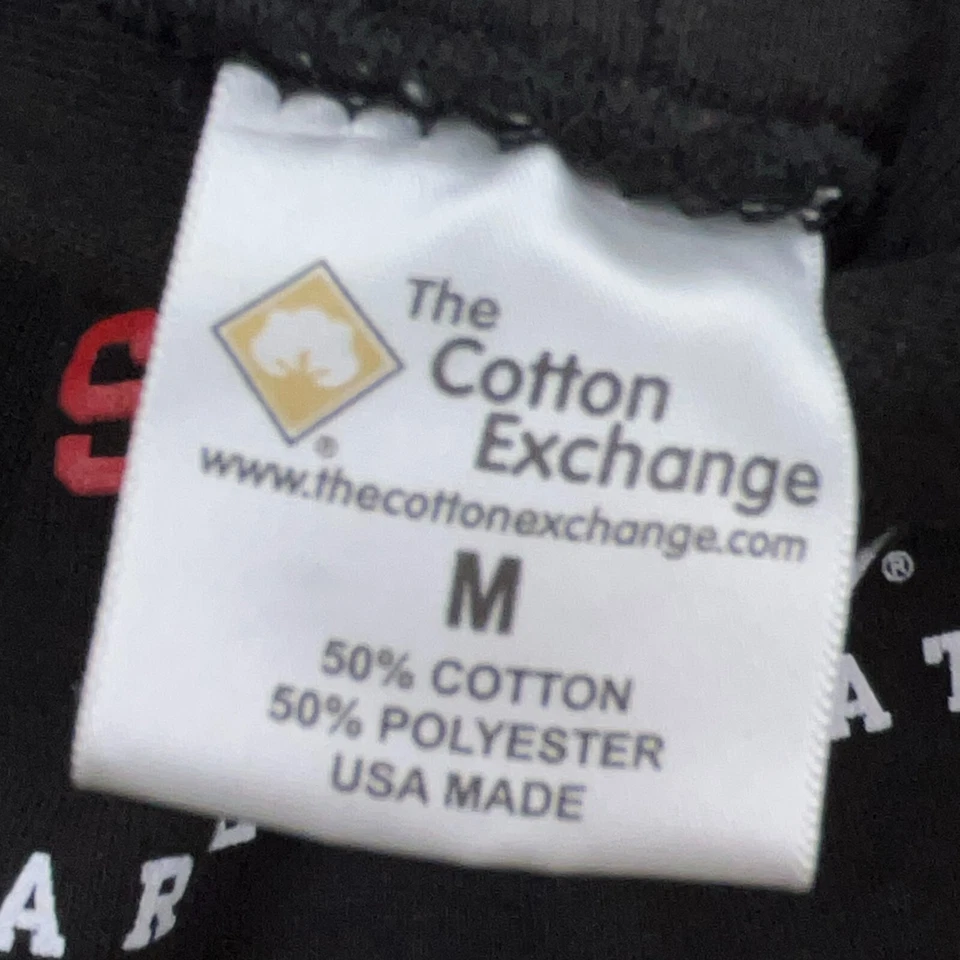 The
Cotton
Exchange
®
www.thecottonexchange.com
M
50% COTTON
50% POLYESTER
USA MADE
S
®
A T
A R